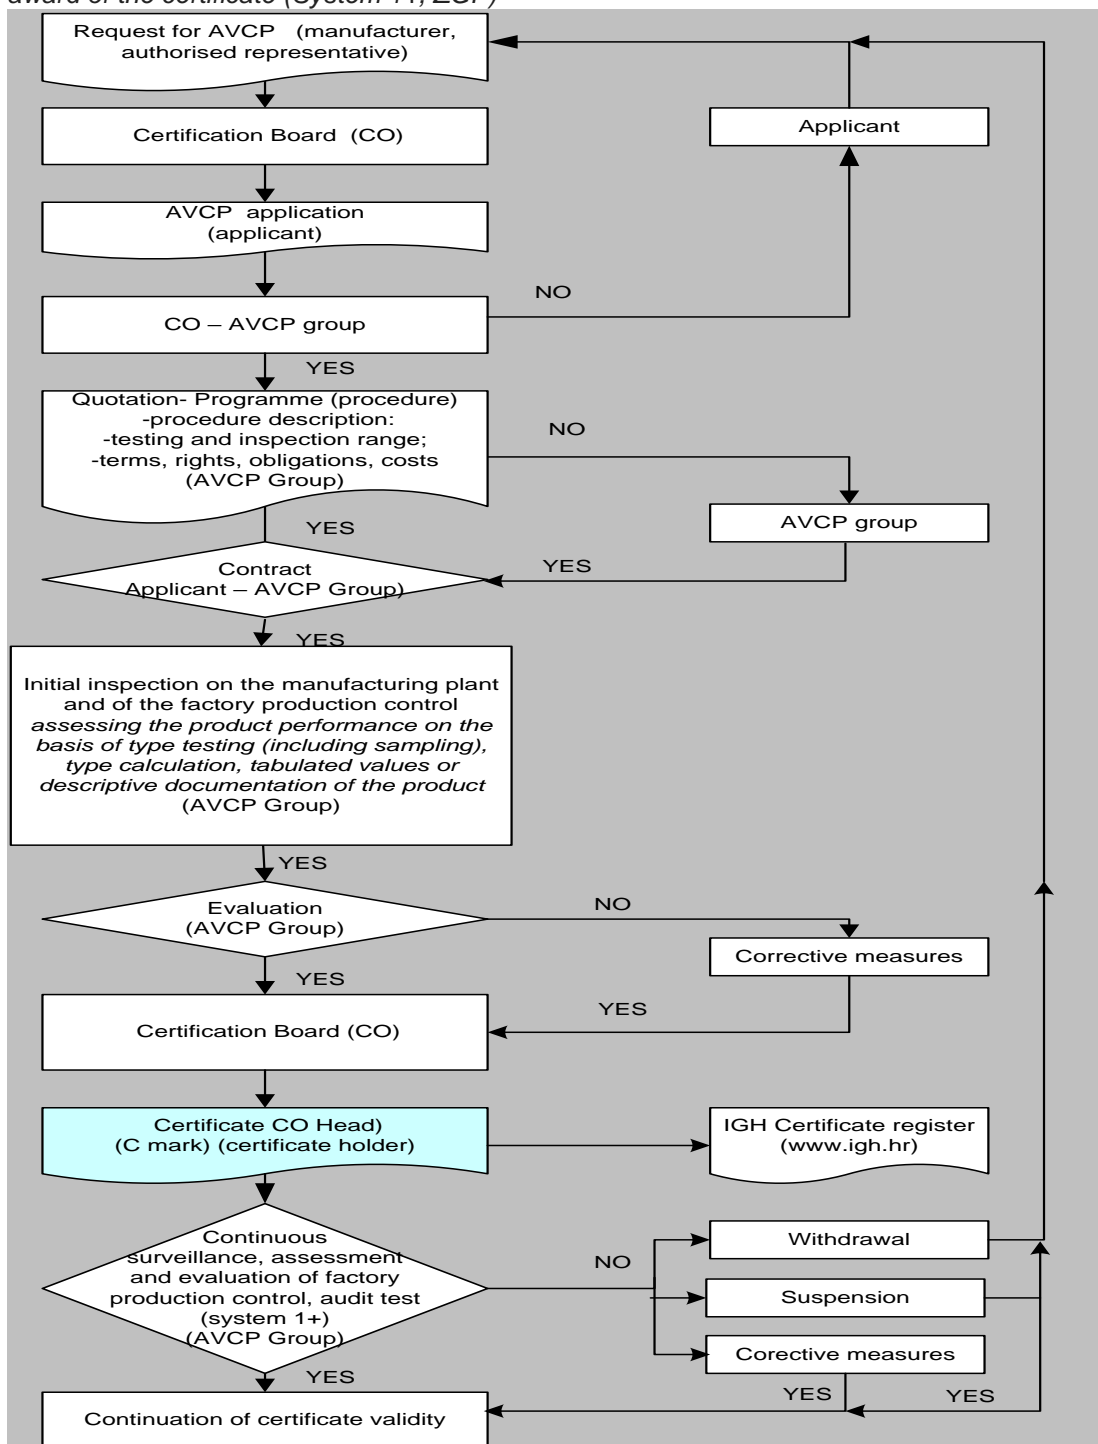 award of the certificate (System 1+, ZGP)
Request for AVCP (manufacturer,
authorised representative)
Certification Board (CO)
Applicant
AVCP application
(applicant)
NO
CO – AVCP group
YES
Quotation- Programme (procedure)
-procedure description:
-testing and inspection range;
-terms, rights, obligations, costs
(AVCP Group)
NO
AVCP group
YES
Contract
Applicant – AVCP Group)
YES
YES
Initial inspection on the manufacturing plant
and of the factory production control
assessing the product performance on the
basis of type testing (including sampling),
type calculation, tabulated values or
descriptive documentation of the product
(AVCP Group)
YES
Evaluation
(AVCP Group)
NO
Corrective measures
YES
YES
Certification Board (CO)
Certificate CO Head)
(C mark) (certificate holder)
IGH Certificate register
(www.igh.hr)
Continuous
surveillance, assessment
and evaluation of factory
production control, audit test
(system 1+)
(AVCP Group)
NO
Withdrawal
Suspension
Corective measures
YES
YES
YES
Continuation of certificate validity